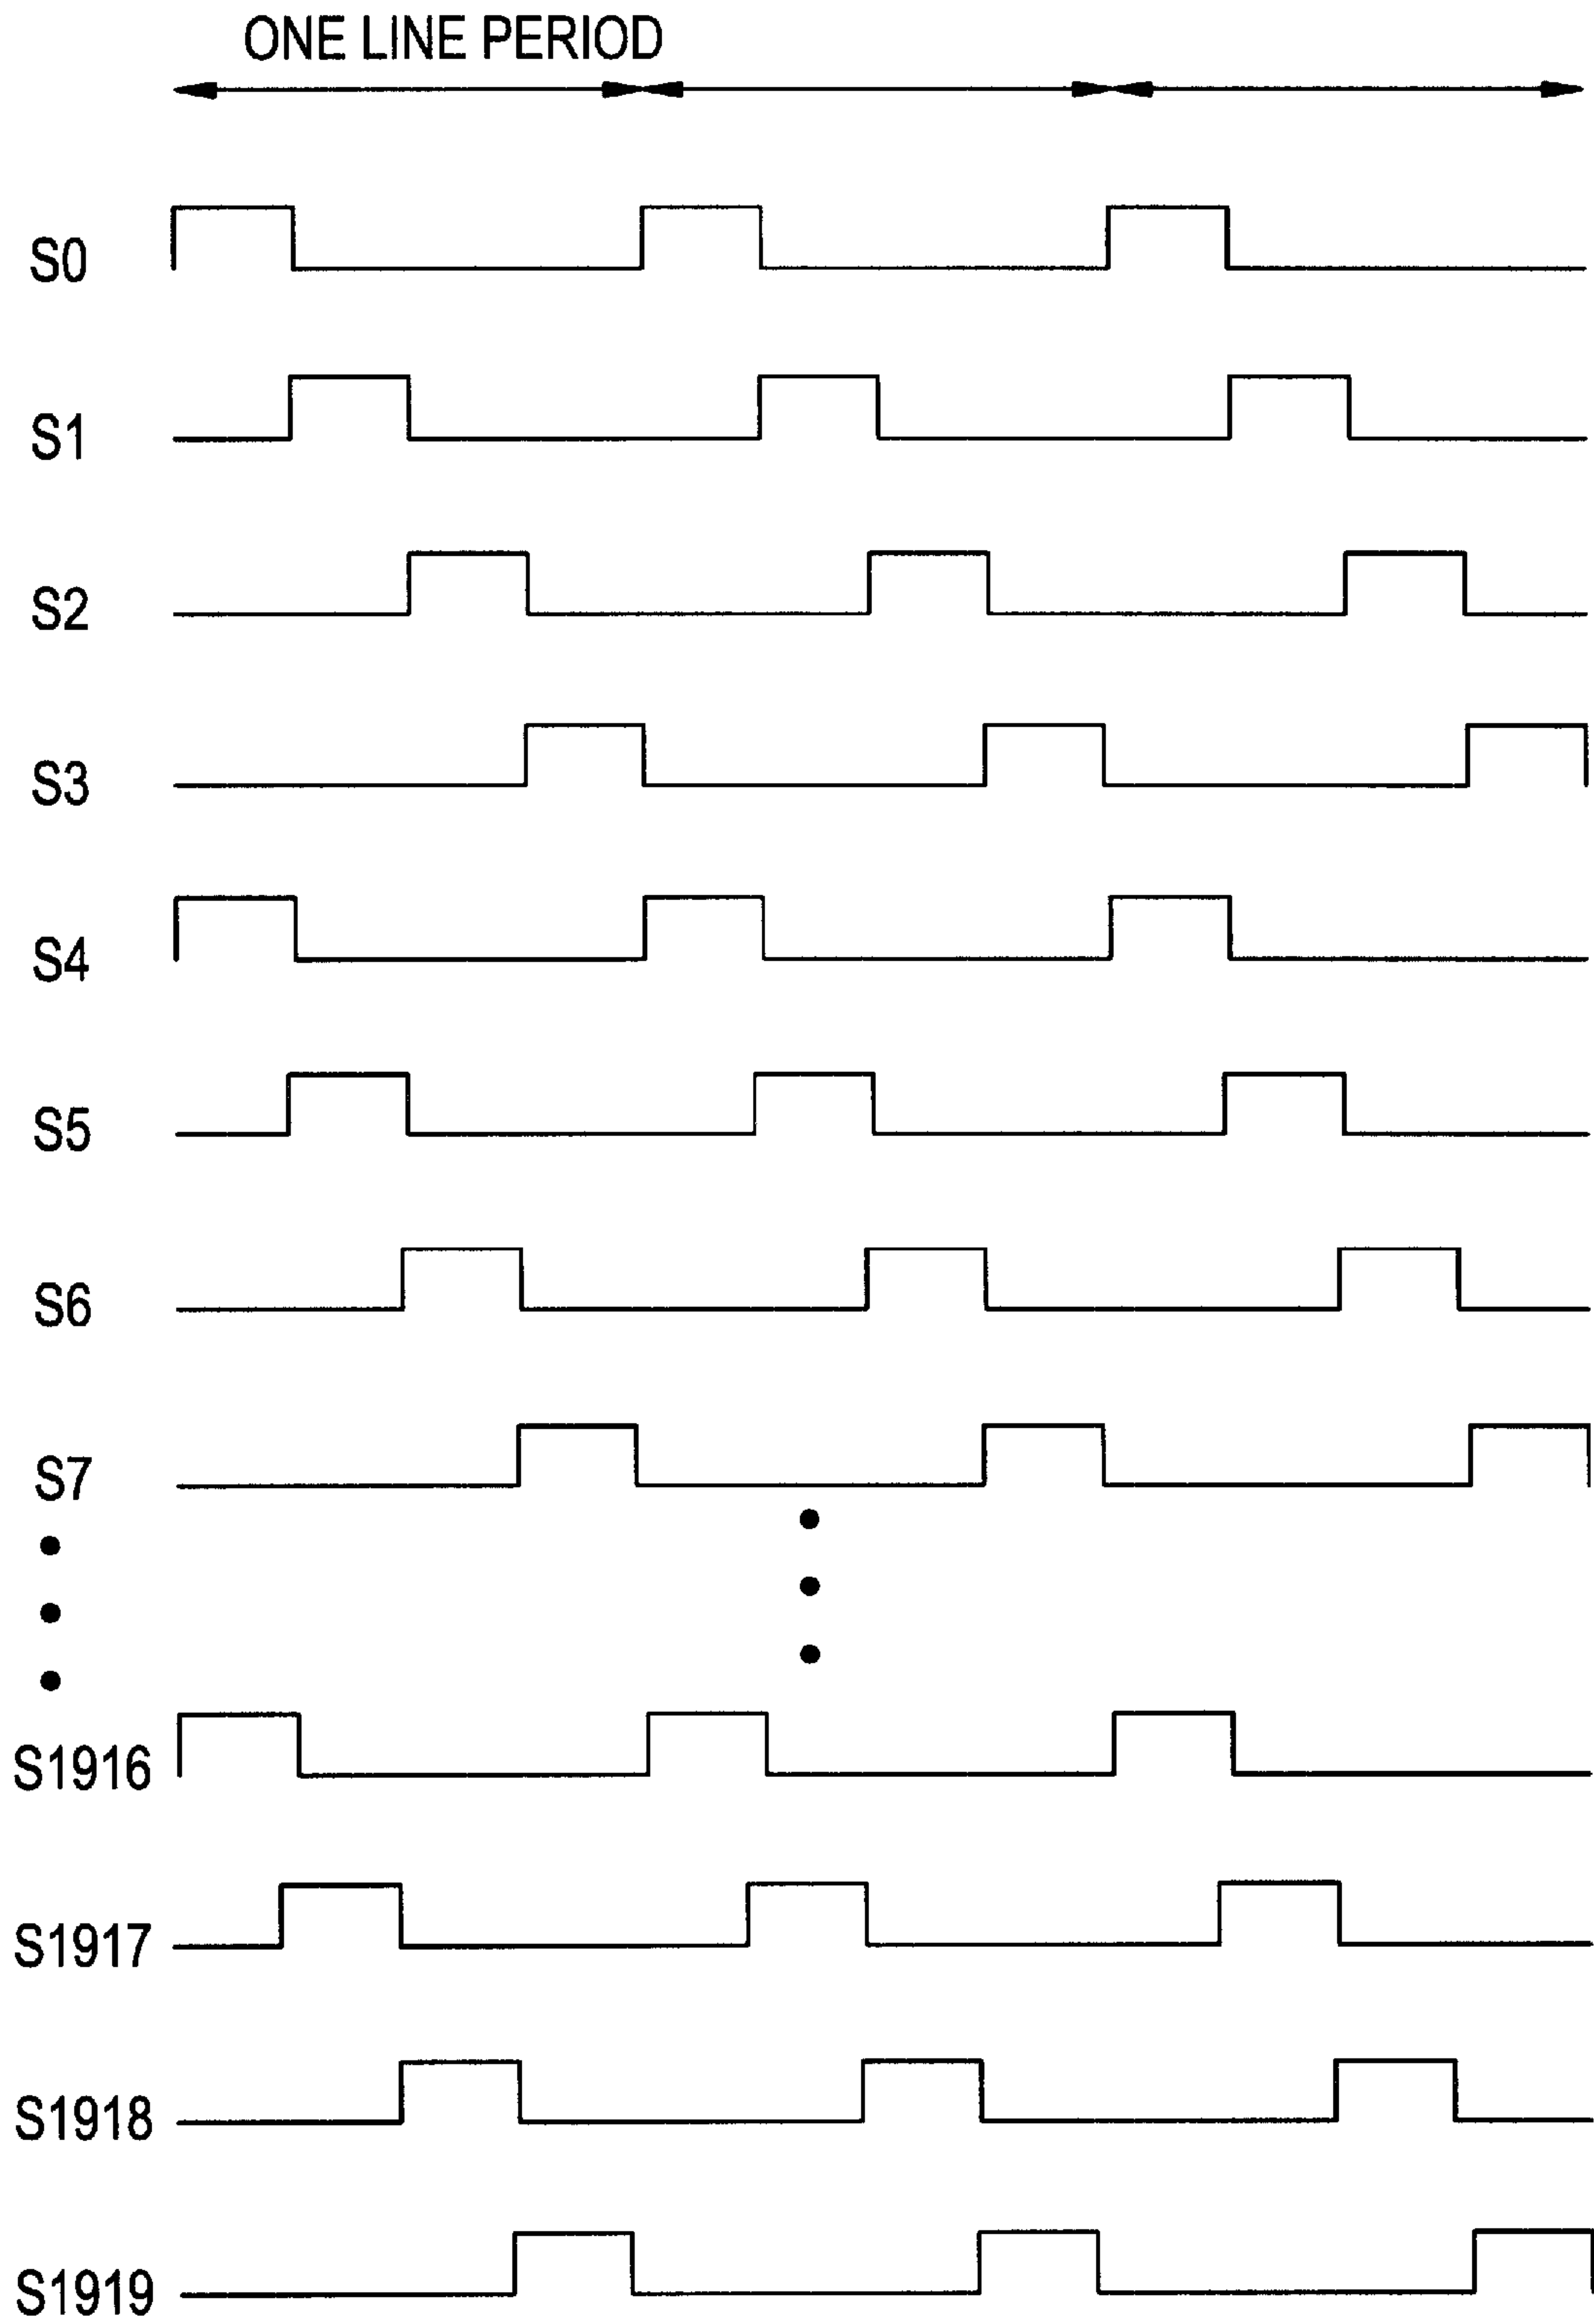 ONE LINE PERIOD
S0
S1
S2
S3
S4
S5
S6
S7
S1916
S1917
S1918
S1919